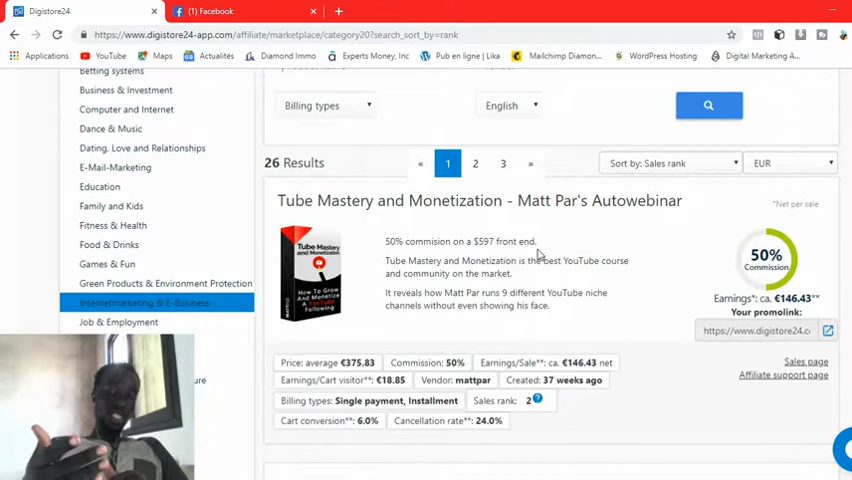 Digistore24
(1) Facebook
https://www.digistore24-app.com/affiliate/marketplace/category20?search_sort_by=rank
Applications
YouTube
Maps
Actualités
Diamond Immo
Experts Money, Inc
Pub en ligne | Lika
Mailchimp Diamon...
WordPress Hosting
Digital Marketing A...
Betting systems
Business & Investment
Computer and Internet
Dance & Music
Dating, Love and Relationships
E-Mail-Marketing
Education
Family and Kids
Fitness & Health
Food & Drinks
Games & Fun
Green Products & Environment Protection
Internetmarketing & E-Business
Job & Employment
Billing types
English
26 Results
« 1 2 3 »
Sort by: Sales rank
EUR
Tube Mastery and Monetization - Matt Par's Autowebinar
*Net per sale
50% commision on a $597 front end.
Tube Mastery and Monetization is the best YouTube course
and community on the market.
It reveals how Matt Par runs 9 different YouTube niche
channels without even showing his face.
Tube Mastery
and Monetization
How To Grow
And Monetize
A YouTube
Following
50%
Commission
Earnings*: ca. €146.43**
Your promolink:
https://www.digistore24.c
Sales page
Affiliate support page
Price: average €375.83
Commission: 50%
Earnings/Sale**: ca. €146.43 net
Earnings/Cart visitor**: €18.85
Vendor: mattpar
Created: 37 weeks ago
Billing types: Single payment, Installment
Sales rank: 2
Cart conversion**: 6.0%
Cancellation rate**: 24.0%